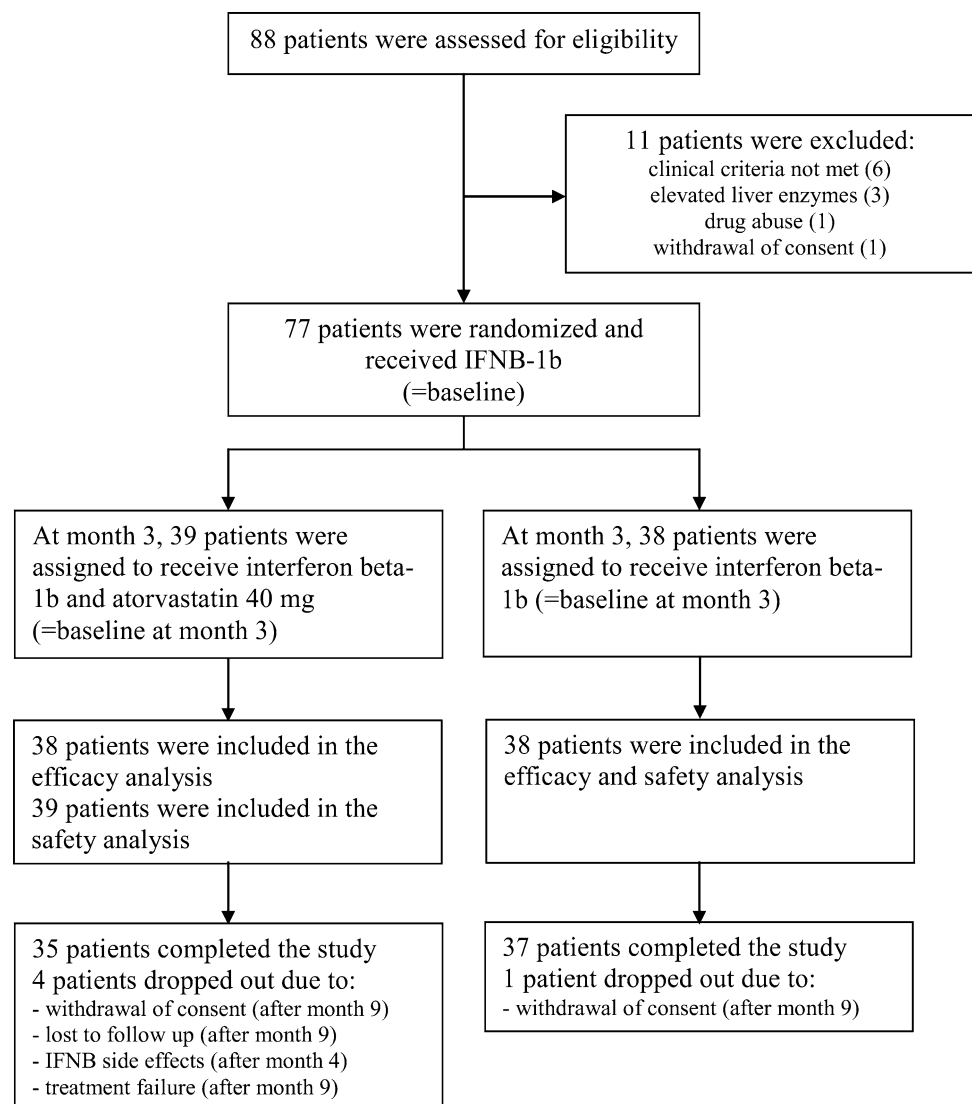 88 patients were assessed for eligibility
11 patients were excluded:
clinical criteria not met (6)
elevated liver enzymes (3)
drug abuse (1)
withdrawal of consent (1)
77 patients were randomized and
received IFNB-1b
(=baseline)
At month 3, 39 patients were
assigned to receive interferon beta-
1b and atorvastatin 40 mg
(=baseline at month 3)
At month 3, 38 patients were
assigned to receive interferon beta-
1b (=baseline at month 3)
38 patients were included in the
efficacy analysis
39 patients were included in the
safety analysis
38 patients were included in the
efficacy and safety analysis
35 patients completed the study
4 patients dropped out due to:
- withdrawal of consent (after month 9)
- lost to follow up (after month 9)
- IFNB side effects (after month 4)
- treatment failure (after month 9)
37 patients completed the study
1 patient dropped out due to:
- withdrawal of consent (after month 9)